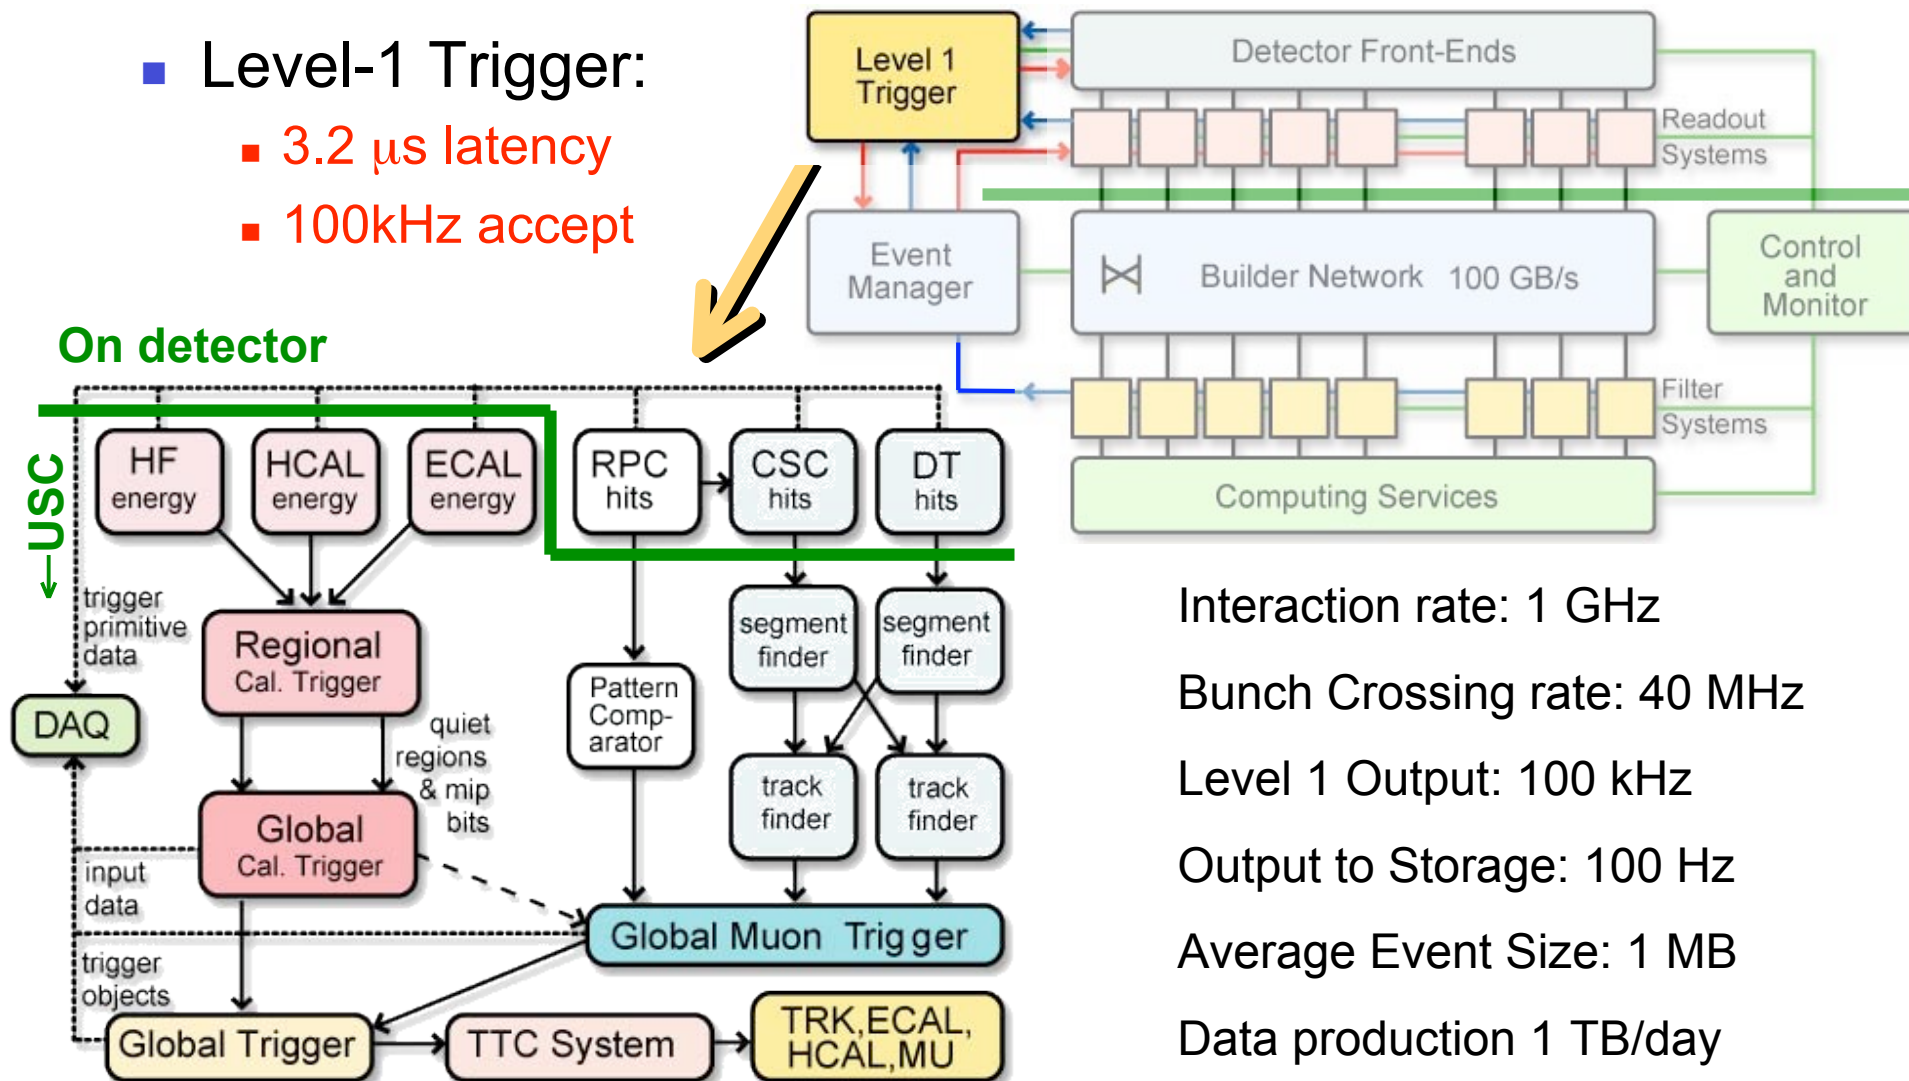 Level-1 Trigger:
3.2 μs latency
100kHz accept
Level 1
Trigger
Detector Front-Ends
Readout
Systems
Event
Manager
Builder Network 100 GB/s
Control
and
Monitor
Filter
Systems
Computing Services
On detector
←USC
HF
energy
HCAL
energy
ECAL
energy
RPC
hits
CSC
hits
DT
hits
trigger
primitive
data
Regional
Cal. Trigger
segment
finder
segment
finder
Pattern
Comp-
arator
DAQ
quiet
regions
& mip
bits
track
finder
track
finder
Global
Cal. Trigger
input
data
Global Muon Trigger
trigger
objects
Global Trigger
TTC System
TRK,ECAL,
HCAL,MU
Interaction rate: 1 GHz
Bunch Crossing rate: 40 MHz
Level 1 Output: 100 kHz
Output to Storage: 100 Hz
Average Event Size: 1 MB
Data production 1 TB/day